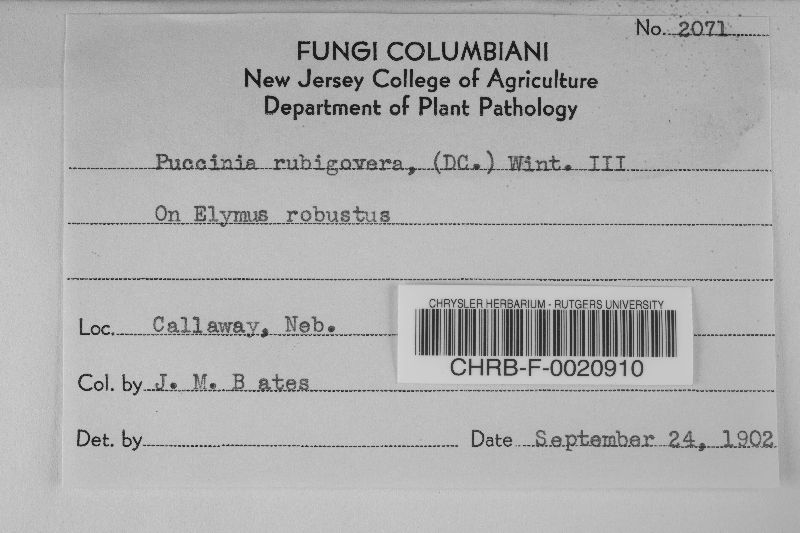 No. 2071
FUNGI COLUMBIANI
New Jersey College of Agriculture
Department of Plant Pathology
Puccinia rubigovera, (DC.) Wint. III
On Elymus robustus
Loc. Callaway, Neb.
CHRYSLER HERBARIUM - RUTGERS UNIVERSITY
CHRB-F-0020910
Col. by J. M. B ates
Det. by Date September 24, 1902